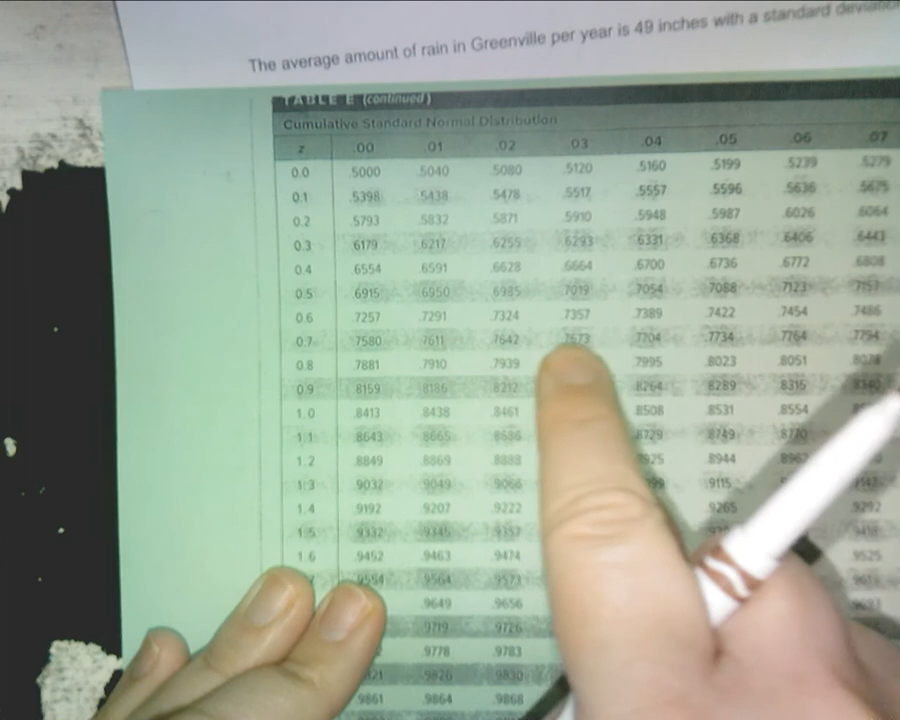 The average amount of rain in Greenville per year is 49 inches with a standard deviation
TABLE E (continued)
Cumulative Standard Normal Distribution
z .00 .01 .02 .03 .04 .05 .06 .07
0.0 .5000 .5040 .5080 .5120 .5160 .5199 .5239 .5279
0.1 .5398 .5438 .5478 .5517 .5557 .5596 .5636 .5675
0.2 .5793 .5832 .5871 .5910 .5948 .5987 .6026 .6064
0.3 .6179 .6217 .6255 .6293 .6331 .6368 .6406 .6443
0.4 .6554 .6591 .6628 .6664 .6700 .6736 .6772 .6808
0.5 .6915 .6950 .6985 .7019 .7054 .7088 .7123 .7157
0.6 .7257 .7291 .7324 .7357 .7389 .7422 .7454 .7486
0.7 .7580 .7611 .7642 .7673 .7704 .7734 .7764 .7794
0.8 .7881 .7910 .7939 .7995 .8023 .8051 .8078
0.9 .8159 .8186 .8212 .8264 .8289 .8315 .8340
1.0 .8413 .8438 .8461 .8508 .8531 .8554
1.1 .8643 .8665 .8686 .8729 .8749 .8770
1.2 .8849 .8869 .8888 .8925 .8944 .8962
1.3 .9032 .9049 .9066 .9115 .9147
1.4 .9192 .9207 .9222 .9265 .9292
1.5 .9332 .9345 .9357 .9418
1.6 .9452 .9463 .9474 .9525
.9554 .9564 .9573
.9649 .9656
.9719 .9726
.9778 .9783
.9826 .9830
.9861 .9864 .9868